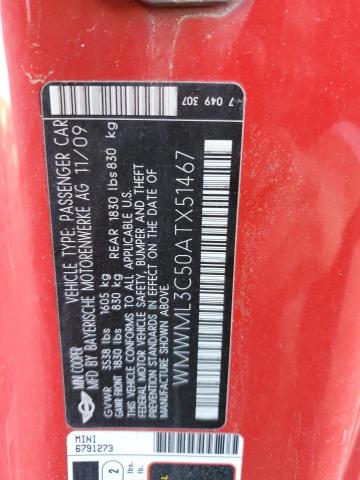 MINI COOPER
VEHICLE TYPE: PASSENGER CAR
MFD BY BAYERISCHE MOTORENWERKE AG 11/09
GVWR 3538 lbs 1605 kg
GAWR FRONT 1830 lbs 830 kg REAR 1830 lbs 830 kg
THIS VEHICLE CONFORMS TO ALL APPLICABLE U.S.
FEDERAL MOTOR VEHICLE
SAFETY, BUMPER AND THEFT
PREVENTION STANDARDS IN
EFFECT ON THE DATE OF
MANUFACTURE SHOWN ABOVE.
WMWML3C50ATX51467
7 049 307
MINI
6791273
2
lbs.
lb.